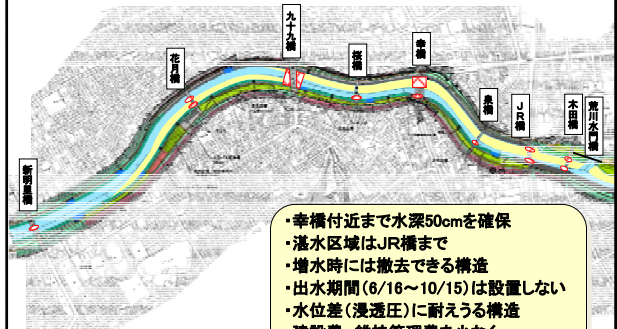 新明里橋
花月橋
九十九橋
桜橋
幸橋
泉橋
JR橋
木田橋
荒川水門橋
・幸橋付近まで水深50cmを確保
・湛水区域はJR橋まで
・増水時には撤去できる構造
・出水期間(6/16～10/15)は設置しない
・水位差(浸透圧)に耐えうる構造